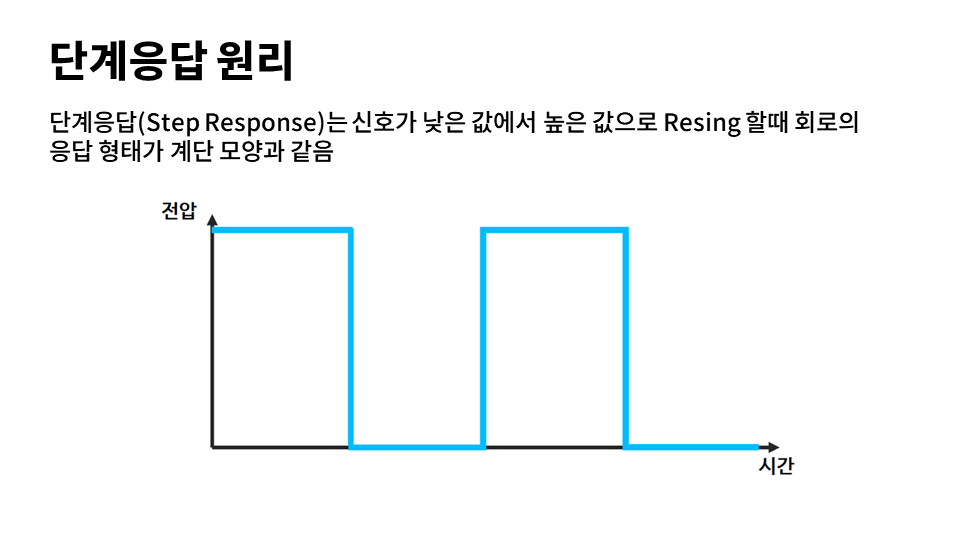 단계응답 원리
단계응답(Step Response)는 신호가 낮은 값에서 높은 값으로 Resing 할때 회로의
응답 형태가 계단 모양과 같음
전압
시간